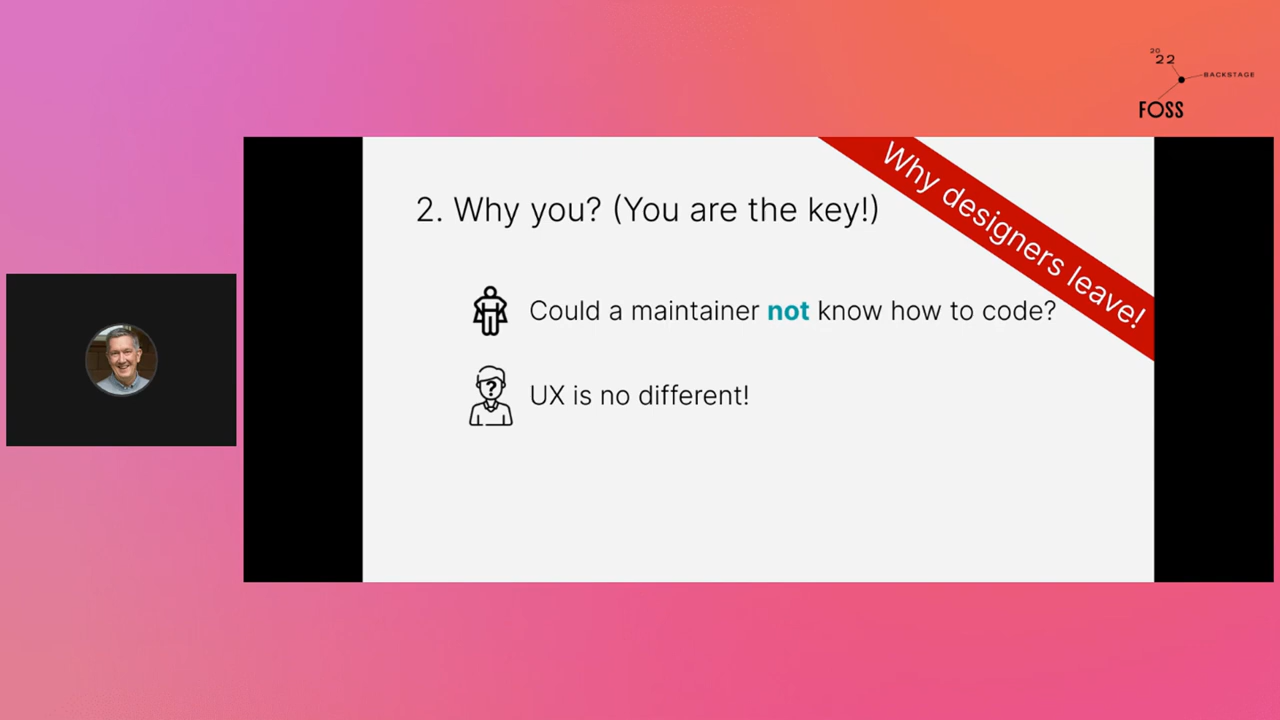 20
22
BACKSTAGE
FOSS
Why designers leave!
2. Why you? (You are the key!)
Could a maintainer not know how to code?
?
UX is no different!